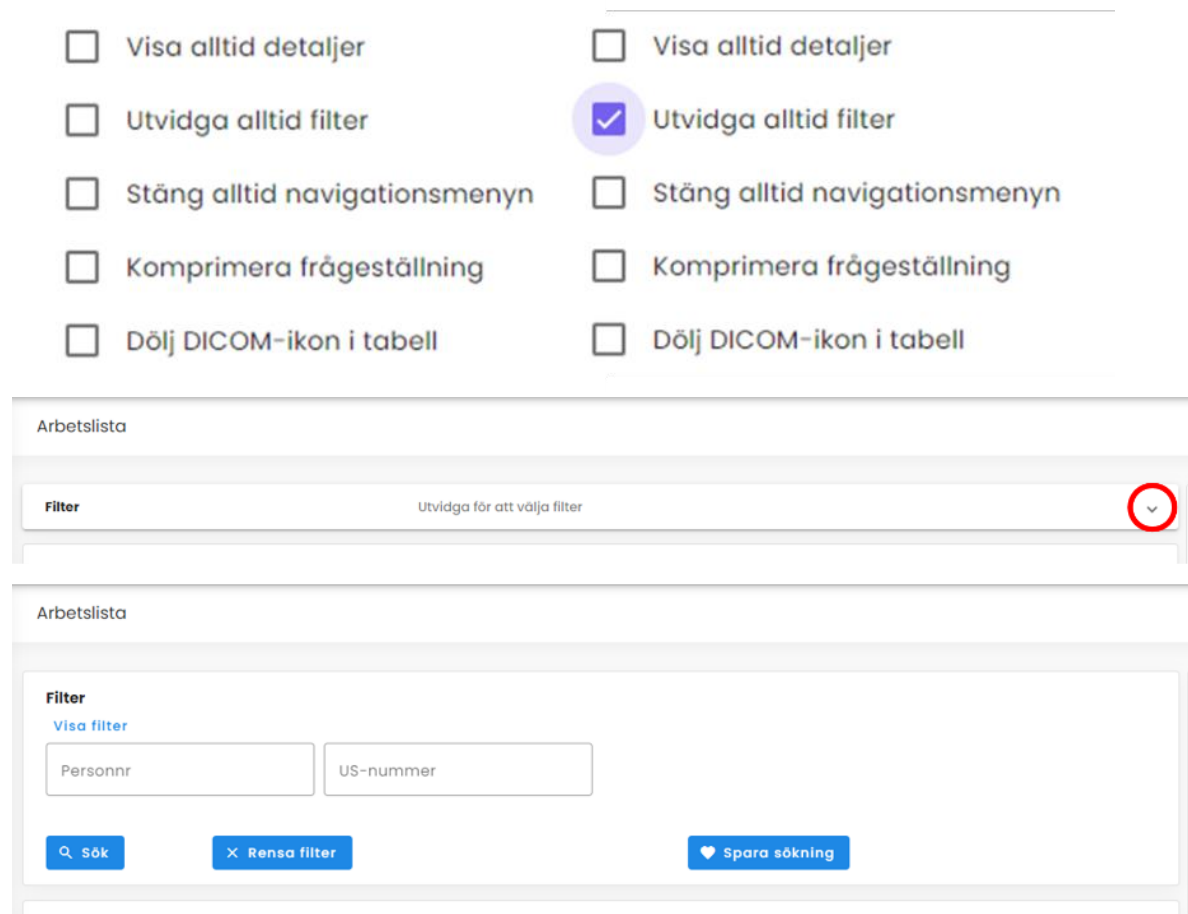 Visa alltid detaljer
Utvidga alltid filter
Stäng alltid navigationsmenyn
Komprimera frågeställning
Dölj DICOM-ikon i tabell
Visa alltid detaljer
Utvidga alltid filter
Stäng alltid navigationsmenyn
Komprimera frågeställning
Dölj DICOM-ikon i tabell
Arbetslista
Filter Utvidga för att välja filter
Arbetslista
Filter
Visa filter
Personnr US-nummer
Sök Rensa filter Spara sökning